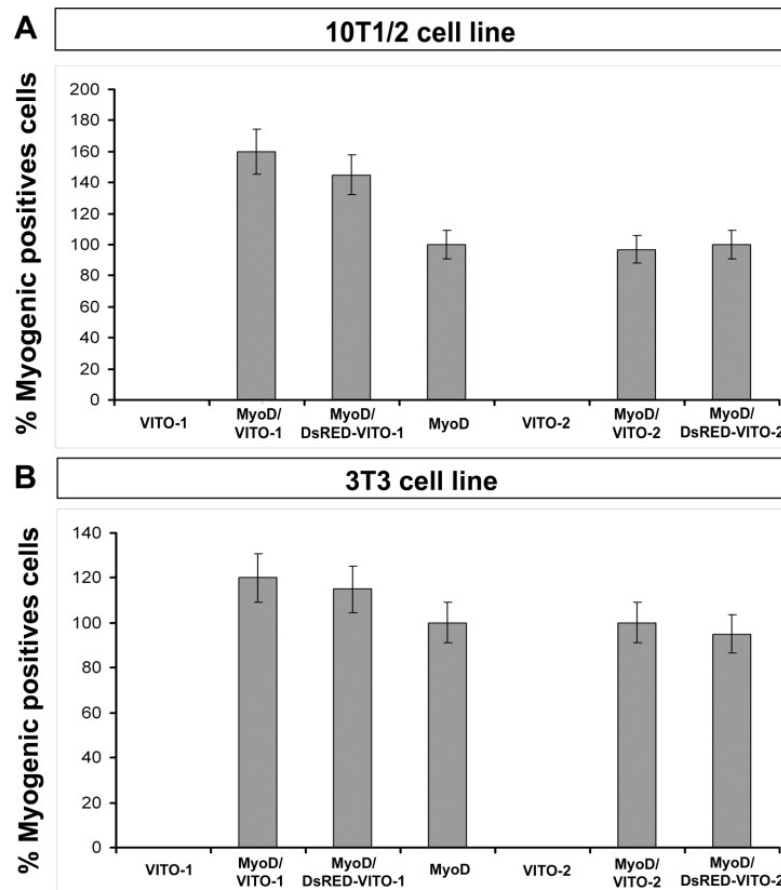 A
10T1/2 cell line
% Myogenic positives cells
200
180
160
140
120
100
80
60
40
20
0
VITO-1
MyoD/
VITO-1
MyoD/
DsRED-VITO-1
MyoD
VITO-2
MyoD/
VITO-2
MyoD/
DsRED-VITO-2
B
3T3 cell line
% Myogenic positives cells
140
120
100
80
60
40
20
0
VITO-1
MyoD/
VITO-1
MyoD/
DsRED-VITO-1
MyoD
VITO-2
MyoD/
VITO-2
MyoD/
DsRED-VITO-2